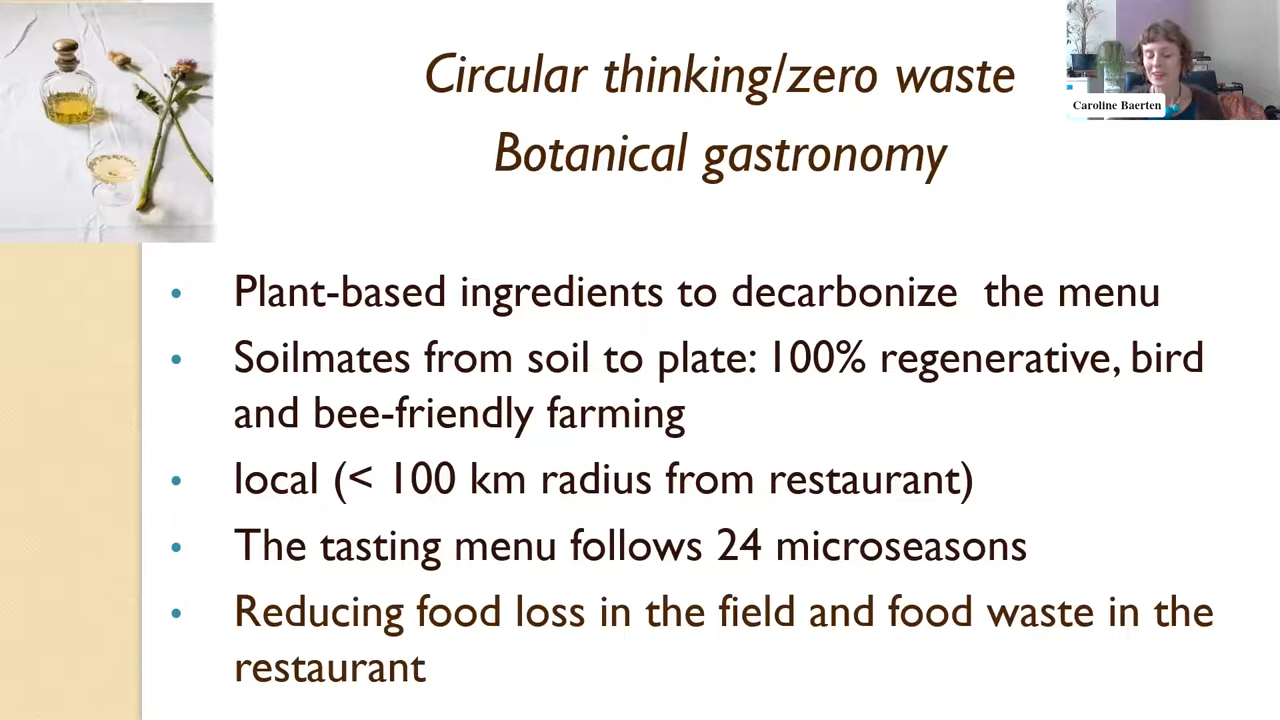 Circular thinking/zero waste
Botanical gastronomy
Caroline Baerten
• Plant-based ingredients to decarbonize  the menu
• Soilmates from soil to plate: 100% regenerative, bird
and bee-friendly farming
• local (< 100 km radius from restaurant)
• The tasting menu follows 24 microseasons
• Reducing food loss in the field and food waste in the
restaurant